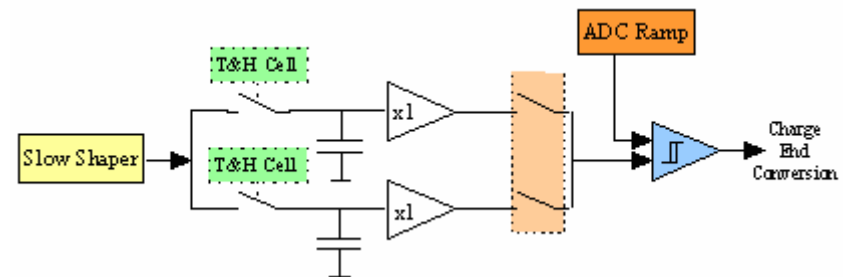 ADC Ramp
T&H Cell
x1
Slow Shaper
T&H Cell
x1
Charge
End
Conversion